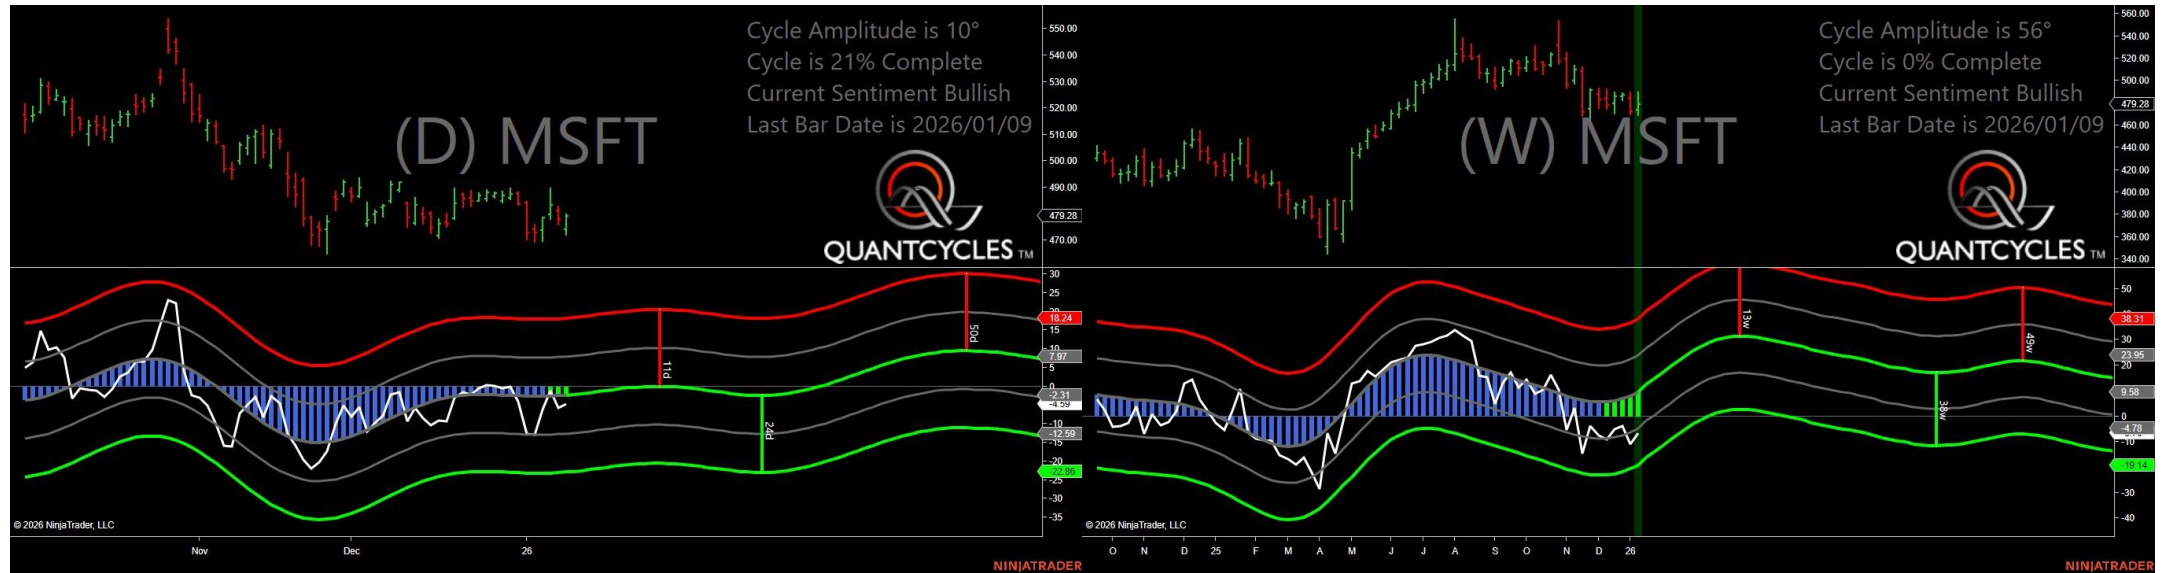 Cycle Amplitude is 10°
Cycle is 21% Complete
Current Sentiment Bullish
Last Bar Date is 2026/01/09
(D) MSFT
QUANTCYCLES TM
550.00
530.00
520.00
510.00
500.00
490.00
479.28
470.00
30
25
20
18.24
15
10
7.97
5
0
-2.31
-4.59
-10
-12.59
-15
-22.86
-25
-30
-35
11d
24d
50d
© 2026 NinjaTrader, LLC
Nov
Dec
26
NINJATRADER
Cycle Amplitude is 56°
Cycle is 0% Complete
Current Sentiment Bullish
Last Bar Date is 2026/01/09
(W) MSFT
QUANTCYCLES TM
560.00
540.00
520.00
500.00
479.28
460.00
440.00
420.00
400.00
380.00
360.00
340.00
50
38.31
30
23.95
20
9.58
0
-4.78
-10
-19.14
-30
-40
13w
38w
49w
© 2026 NinjaTrader, LLC
O N D 25 F M A M J J A S O N D 26
NINJATRADER